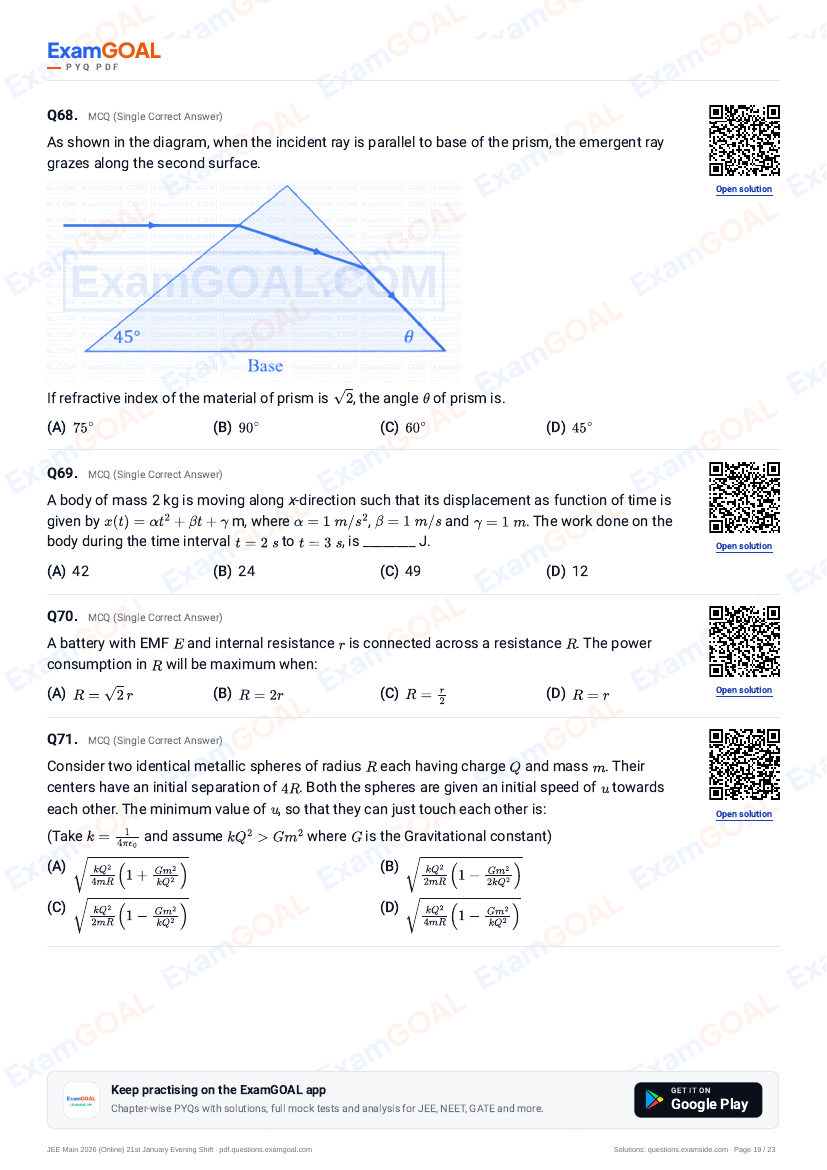 ExamGOAL
PYQ PDF
Q68. MCQ (Single Correct Answer)
As shown in the diagram, when the incident ray is parallel to base of the prism, the emergent ray
grazes along the second surface.
Open solution
ExamGOAL.COM
45°
θ
Base
If refractive index of the material of prism is √2, the angle θ of prism is.
(A) 75° (B) 90° (C) 60° (D) 45°
Q69. MCQ (Single Correct Answer)
A body of mass 2 kg is moving along x-direction such that its displacement as function of time is
given by x(t) = αt² + βt + γ m, where α = 1 m/s², β = 1 m/s and γ = 1 m. The work done on the
body during the time interval t = 2 s to t = 3 s, is ________ J.
Open solution
(A) 42 (B) 24 (C) 49 (D) 12
Q70. MCQ (Single Correct Answer)
A battery with EMF E and internal resistance r is connected across a resistance R. The power
consumption in R will be maximum when:
Open solution
(A) R = √2 r (B) R = 2r (C) R = r/2 (D) R = r
Q71. MCQ (Single Correct Answer)
Consider two identical metallic spheres of radius R each having charge Q and mass m. Their
centers have an initial separation of 4R. Both the spheres are given an initial speed of u towards
each other. The minimum value of u, so that they can just touch each other is:
Open solution
(Take k = 1/4πϵ₀ and assume kQ² > Gm² where G is the Gravitational constant)
(A) √(kQ²/4mR (1 + Gm²/kQ²)) (B) √(kQ²/2mR (1 − Gm²/2kQ²))
(C) √(kQ²/2mR (1 − Gm²/kQ²)) (D) √(kQ²/4mR (1 − Gm²/kQ²))
Keep practising on the ExamGOAL app
Chapter-wise PYQs with solutions, full mock tests and analysis for JEE, NEET, GATE and more.
ExamGOAL
GET IT ON
Google Play
JEE Main 2026 (Online) 21st January Evening Shift · pdf.questions.examgoal.com
Solutions: questions.examside.com · Page 19 / 23